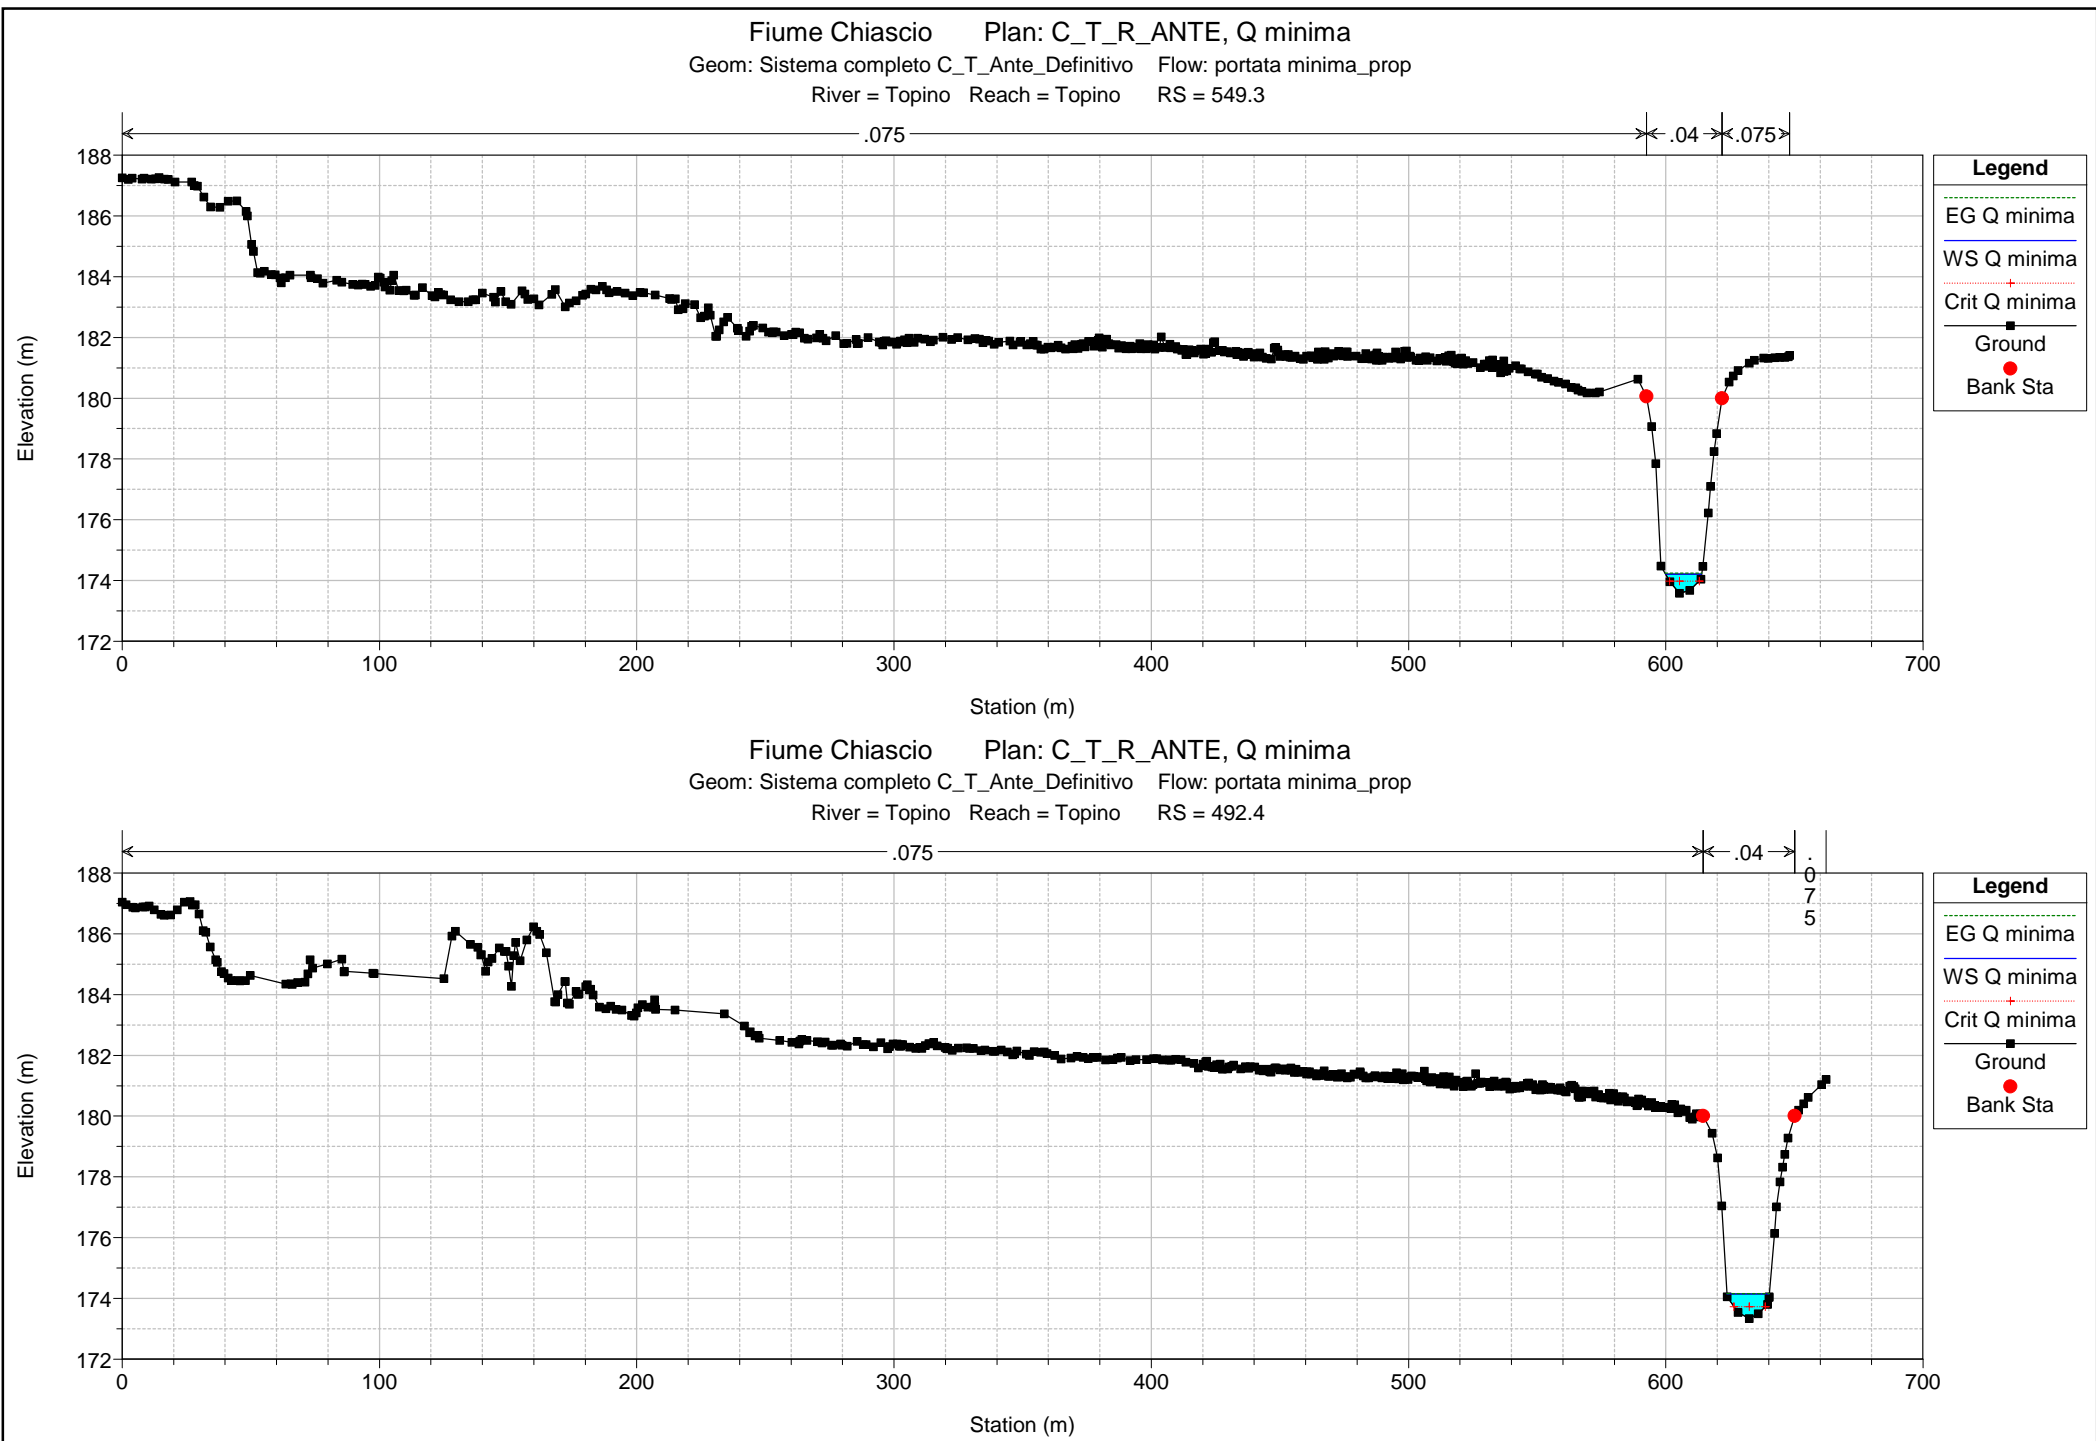 Fiume Chiascio Plan: C_T_R_ANTE, Q minima
Geom: Sistema completo C_T_Ante_Definitivo Flow: portata minima_prop
River = Topino Reach = Topino RS = 549.3
.075 .04 .075
188
186
184
182
180
178
176
174
172
Elevation (m)
0 100 200 300 400 500 600 700
Station (m)
Legend
EG Q minima
WS Q minima
Crit Q minima
Ground
Bank Sta
Fiume Chiascio Plan: C_T_R_ANTE, Q minima
Geom: Sistema completo C_T_Ante_Definitivo Flow: portata minima_prop
River = Topino Reach = Topino RS = 492.4
.075 .04 .075
188
186
184
182
180
178
176
174
172
Elevation (m)
0 100 200 300 400 500 600 700
Station (m)
Legend
EG Q minima
WS Q minima
Crit Q minima
Ground
Bank Sta